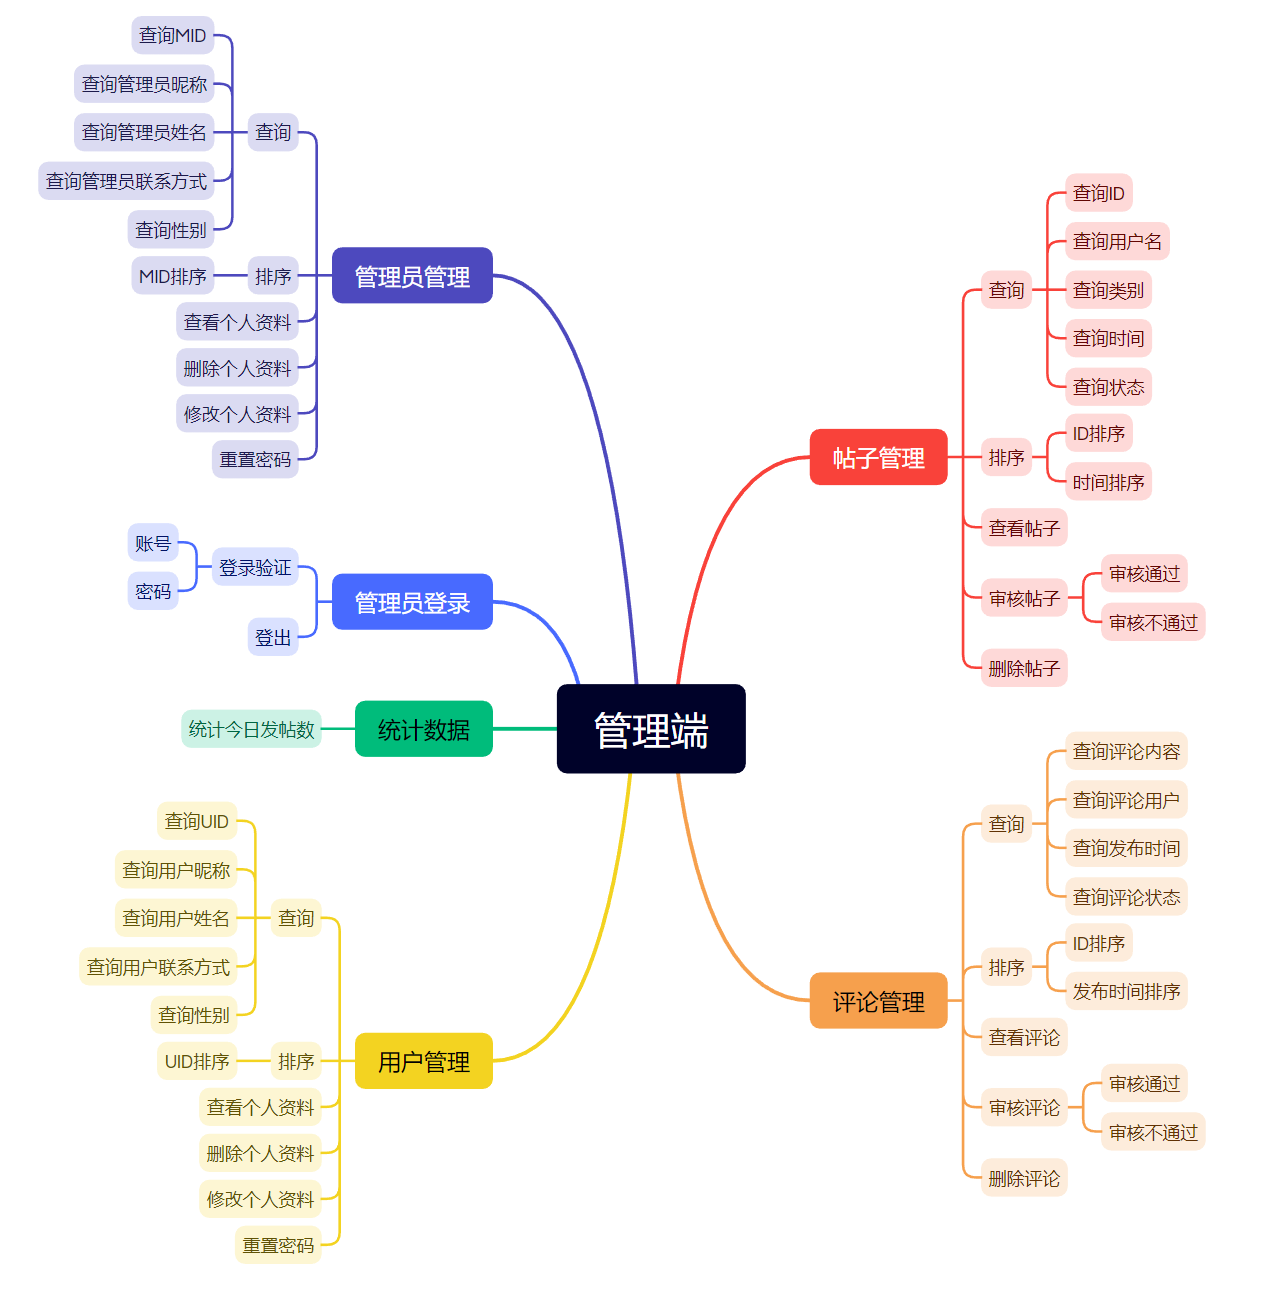 管理端
管理员管理
查询
查询MID
查询管理员昵称
查询管理员姓名
查询管理员联系方式
查询性别
排序
MID排序
查看个人资料
删除个人资料
修改个人资料
重置密码
管理员登录
登录验证
账号
密码
登出
统计数据
统计今日发帖数
用户管理
查询
查询UID
查询用户昵称
查询用户姓名
查询用户联系方式
查询性别
排序
UID排序
查看个人资料
删除个人资料
修改个人资料
重置密码
帖子管理
查询
查询ID
查询用户名
查询类别
查询时间
查询状态
排序
ID排序
时间排序
查看帖子
审核帖子
审核通过
审核不通过
删除帖子
评论管理
查询
查询评论内容
查询评论用户
查询发布时间
查询评论状态
排序
ID排序
发布时间排序
查看评论
审核评论
审核通过
审核不通过
删除评论